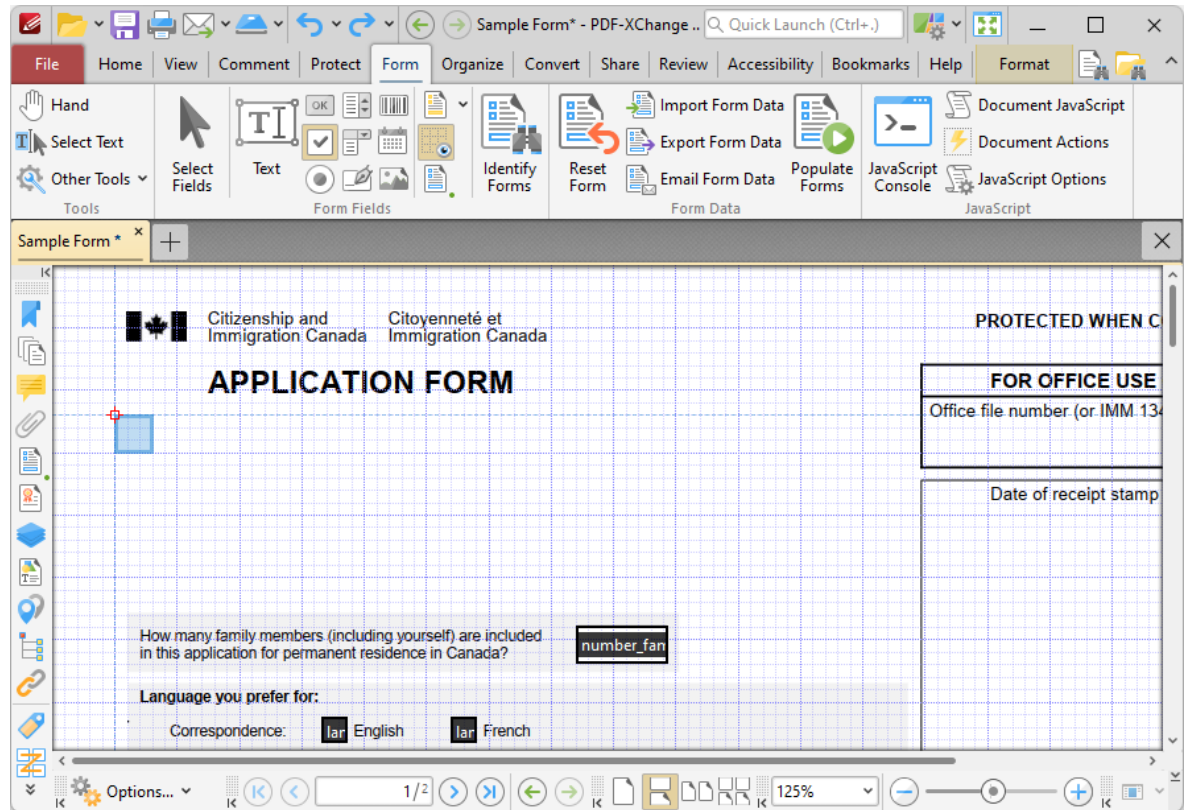 Sample Form* - PDF-XChange .. Quick Launch (Ctrl+.)
File Home View Comment Protect Form Organize Convert Share Review Accessibility Bookmarks Help Format
Hand
Select Text
Other Tools
Tools
Select Fields
Text
OK
Form Fields
Identify Forms
Reset Form
Import Form Data
Export Form Data
Email Form Data
Populate Forms
Form Data
JavaScript Console
Document JavaScript
Document Actions
JavaScript Options
JavaScript
Sample Form *
Citizenship and Citoyenneté et
Immigration Canada Immigration Canada
PROTECTED WHEN C
APPLICATION FORM
FOR OFFICE USE
Office file number (or IMM 134
Date of receipt stamp
How many family members (including yourself) are included
in this application for permanent residence in Canada?
number_fan
Language you prefer for:
Correspondence: lar English lar French
Options... 1/2 125%